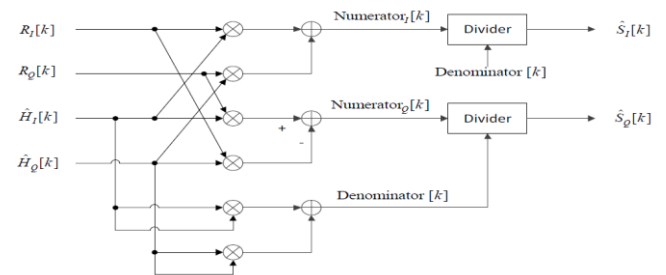 R_I[k]
Numerator_I[k]
Divider
Ŝ_I[k]
R_Q[k]
Denominator [k]
Ĥ_I[k]
Numerator_Q[k]
Divider
Ŝ_Q[k]
+
-
Ĥ_Q[k]
Denominator [k]